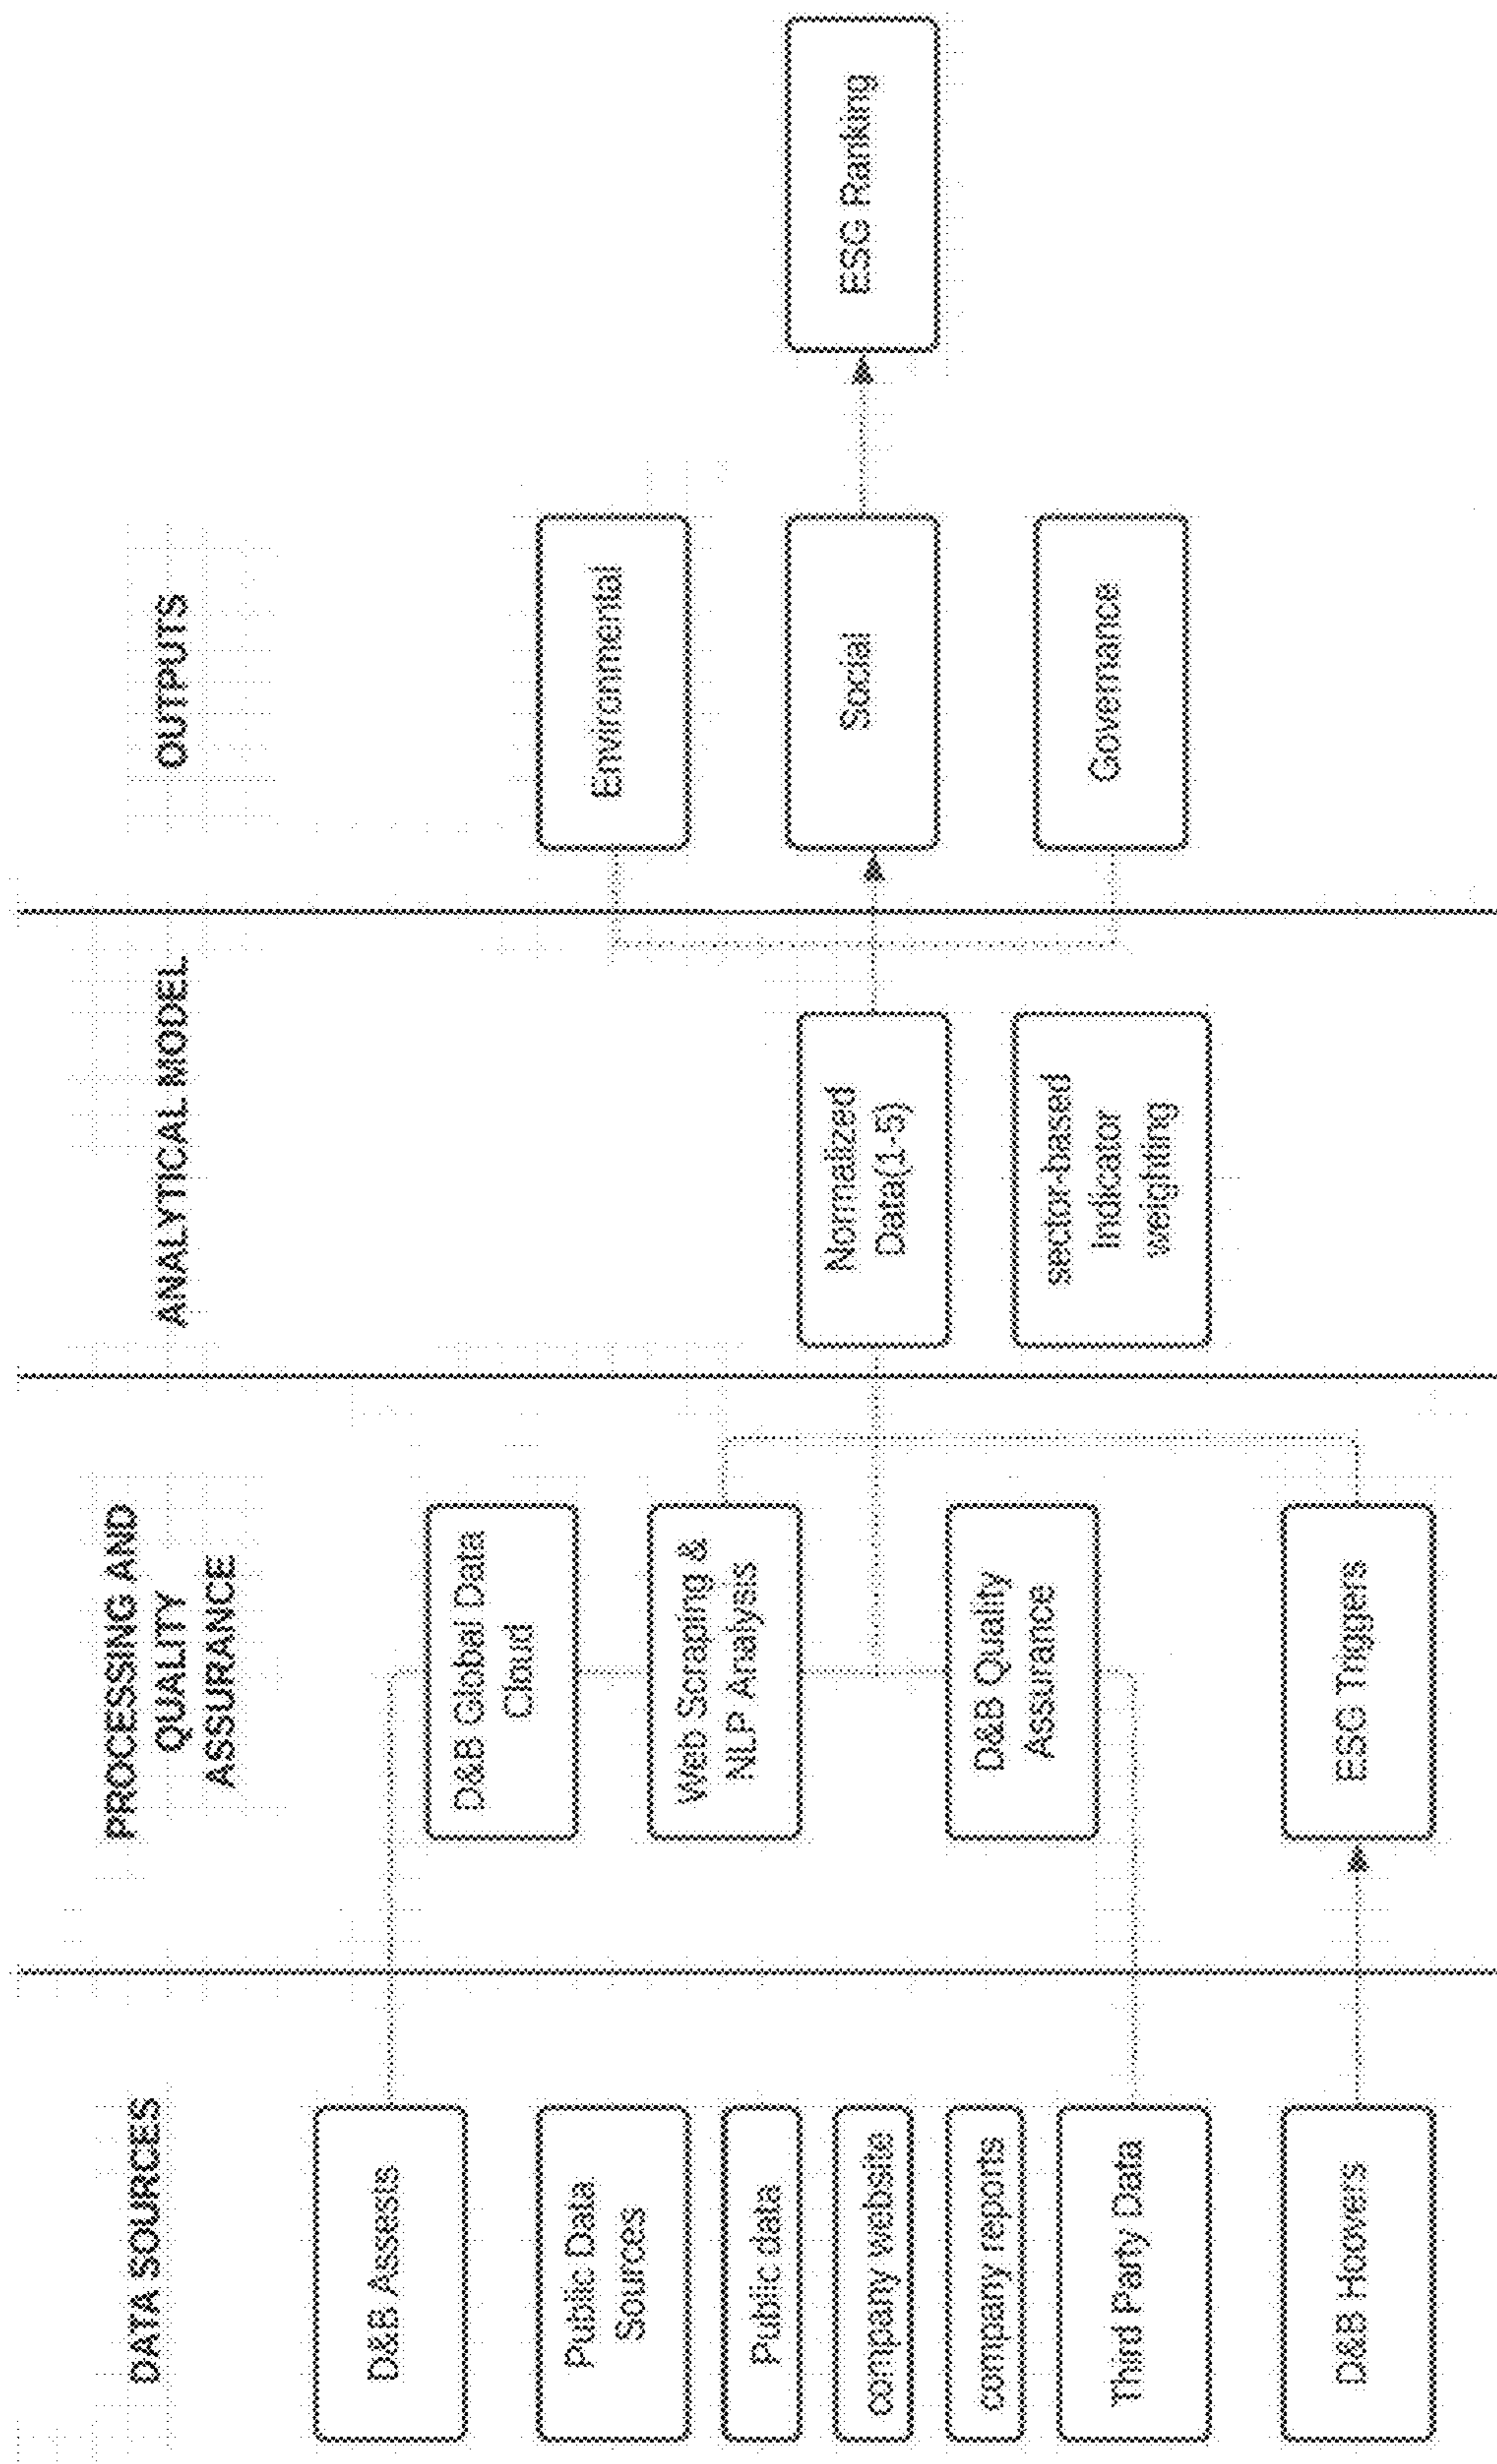 DATA SOURCES
D&B Assests
Public Data
Sources
Public data
company website
company reports
Third Party Data
D&B Hoovers
PROCESSING AND
QUALITY
ASSURANCE
D&B Global Data
Cloud
Web Scraping &
NLP Analysis
D&B Quality
Assurance
ESG Triggers
ANALYTICAL MODEL
Normalized
Data(1-5)
sector-based
Indicator
weighting
OUTPUTS
Environmental
Social
Governance
ESG Ranking